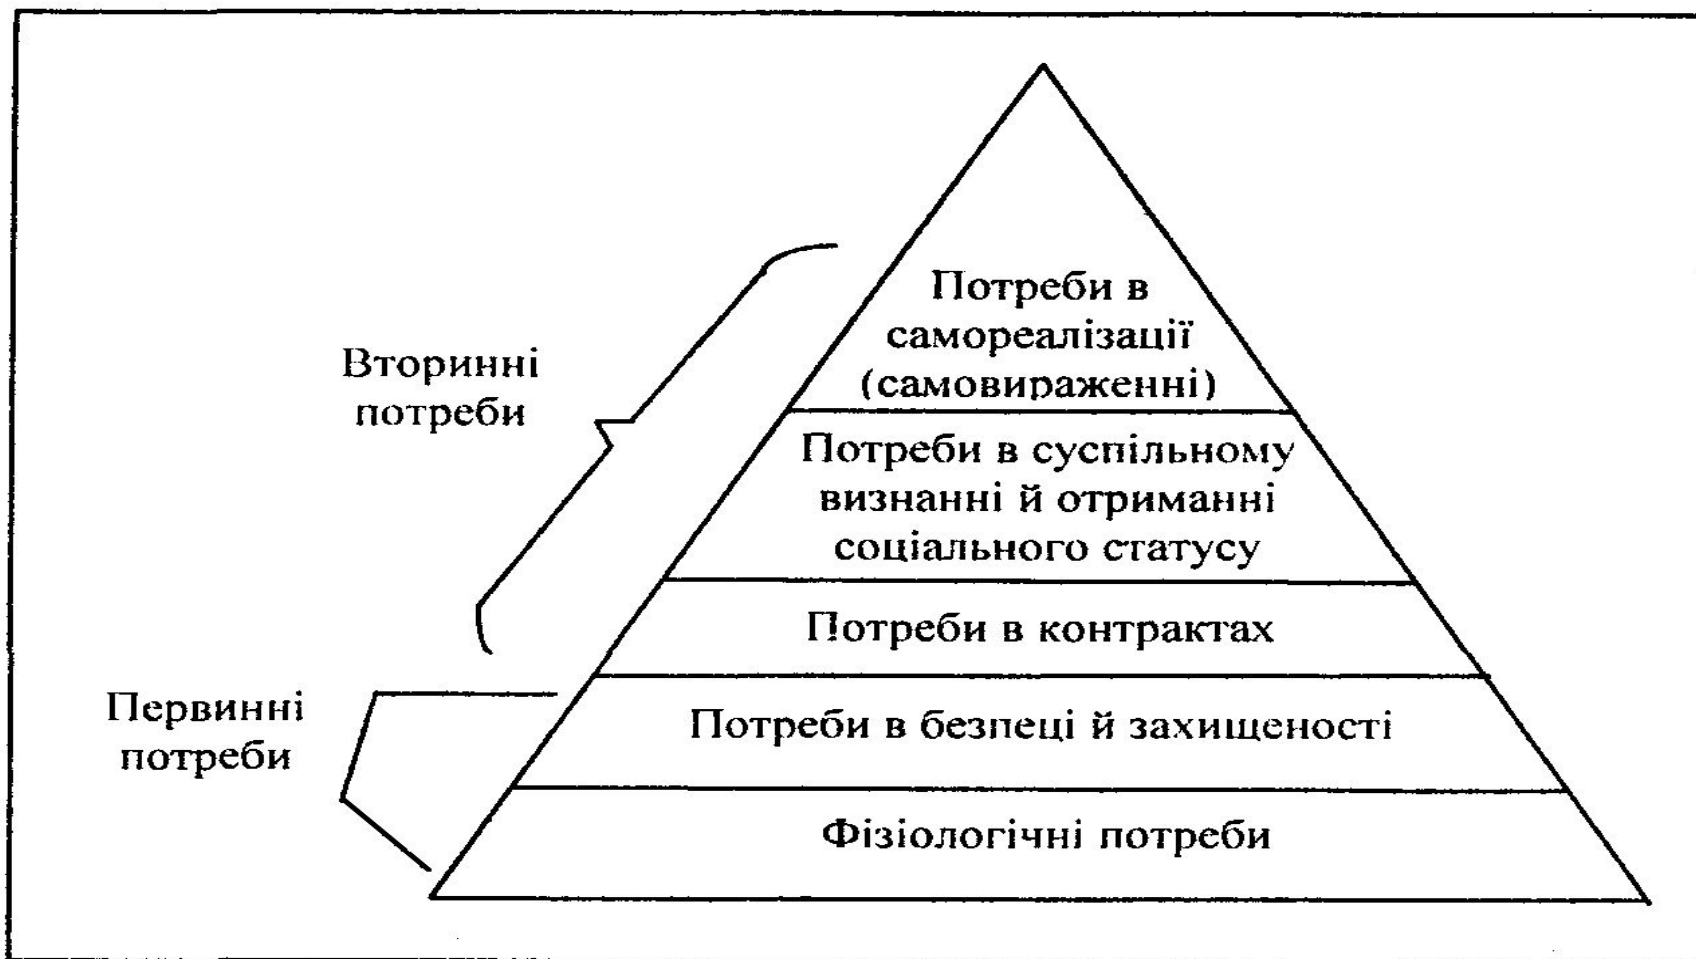 Потреби в
самореалізації
(самовираженні)
Вторинні
потреби
Потреби в суспільному
визнанні й отриманні
соціального статусу
Потреби в контрактах
Первинні
потреби
Потреби в безпеці й захищеності
Фізіологічні потреби